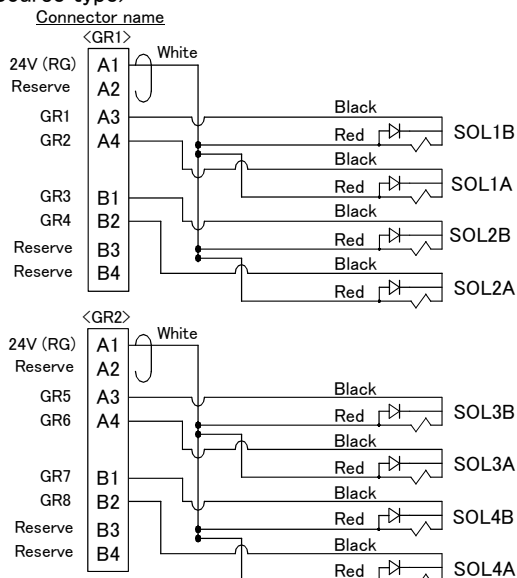 Connector name
<GR1>
White
24V (RG) A1
Reserve A2
GR1 A3 Black
GR2 A4 Red SOL1B
Black
Red SOL1A
GR3 B1 Black
GR4 B2 Red SOL2B
Reserve B3 Black
Reserve B4 Red SOL2A
<GR2>
White
24V (RG) A1
Reserve A2
GR5 A3 Black
GR6 A4 Red SOL3B
Black
Red SOL3A
GR7 B1 Black
GR8 B2 Red SOL4B
Reserve B3 Black
Reserve B4 Red SOL4A